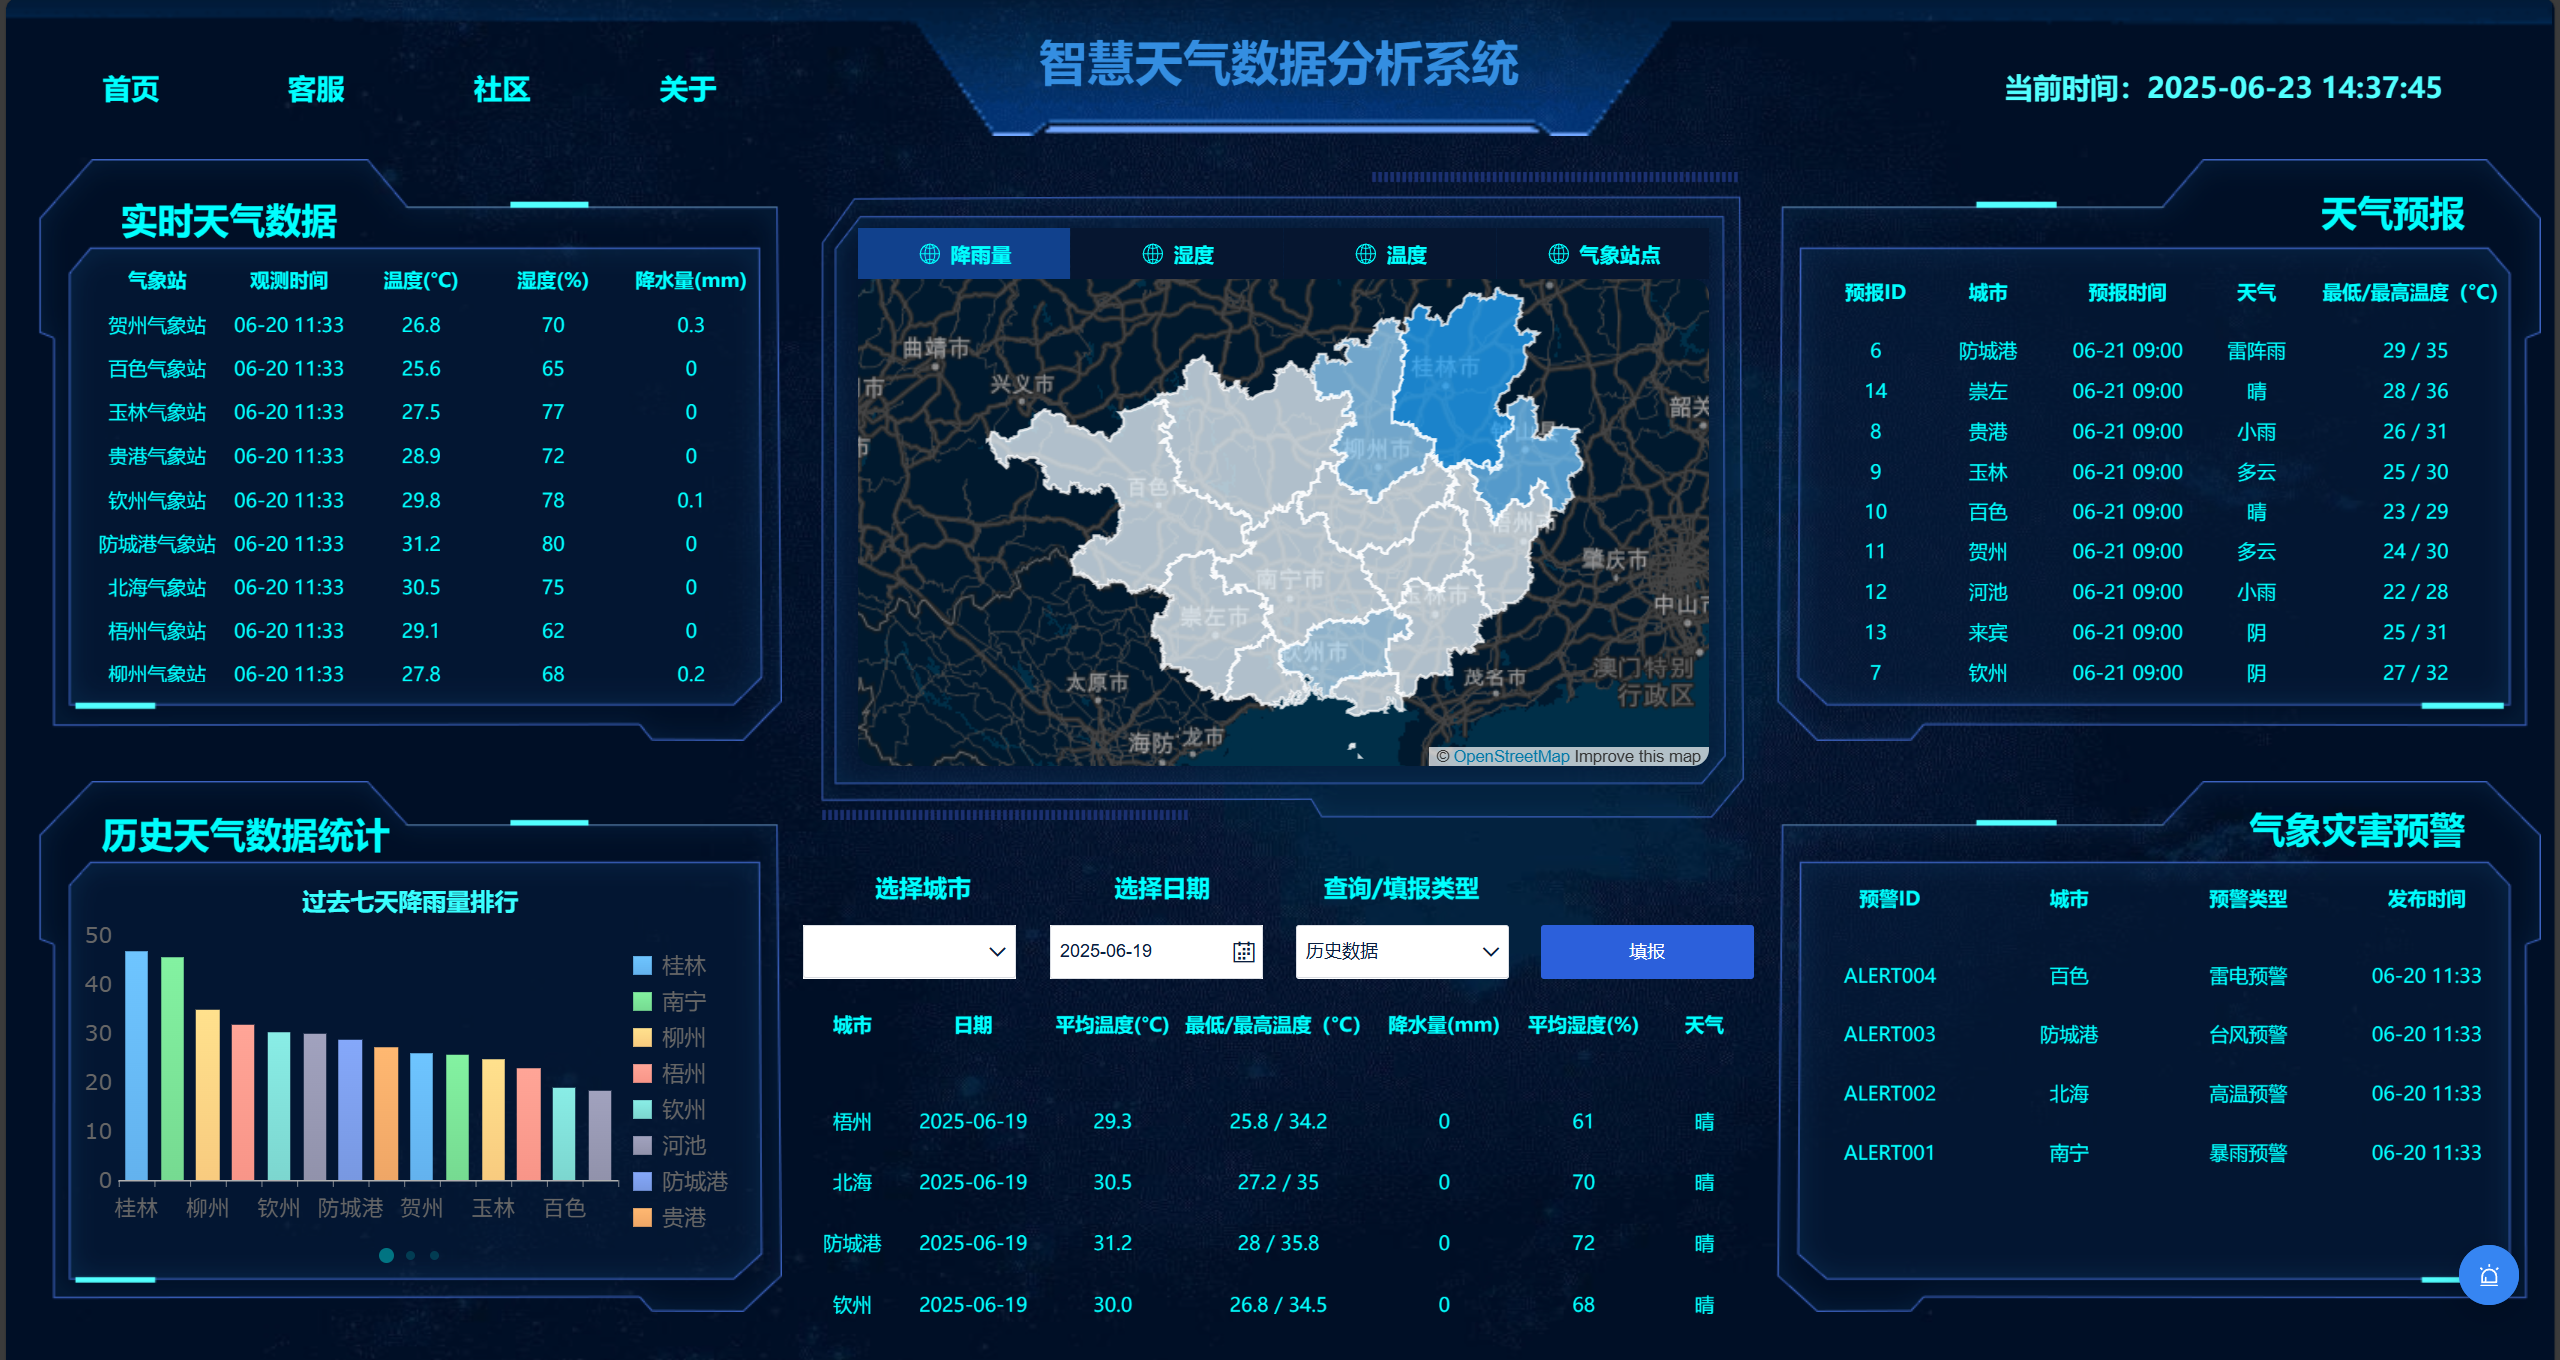 智慧天气数据分析系统
首页 客服 社区 关于
当前时间：2025-06-23 14:37:45
实时天气数据
气象站 观测时间 温度(°C) 湿度(%) 降水量(mm)
贺州气象站 06-20 11:33 26.8 70 0.3
百色气象站 06-20 11:33 25.6 65 0
玉林气象站 06-20 11:33 27.5 77 0
贵港气象站 06-20 11:33 28.9 72 0
钦州气象站 06-20 11:33 29.8 78 0.1
防城港气象站 06-20 11:33 31.2 80 0
北海气象站 06-20 11:33 30.5 75 0
梧州气象站 06-20 11:33 29.1 62 0
柳州气象站 06-20 11:33 27.8 68 0.2
降雨量 湿度 温度 气象站点
曲靖市
兴义市
桂林市
韶关
柳州市
百色
梧州市
肇庆市
南宁市
玉林市
中山市
崇左市
钦州市
澳门特别
行政区
茂名市
太原市
海防
龙市
© OpenStreetMap Improve this map
天气预报
预报ID 城市 预报时间 天气 最低/最高温度（°C）
6 防城港 06-21 09:00 雷阵雨 29 / 35
14 崇左 06-21 09:00 晴 28 / 36
8 贵港 06-21 09:00 小雨 26 / 31
9 玉林 06-21 09:00 多云 25 / 30
10 百色 06-21 09:00 晴 23 / 29
11 贺州 06-21 09:00 多云 24 / 30
12 河池 06-21 09:00 小雨 22 / 28
13 来宾 06-21 09:00 阴 25 / 31
7 钦州 06-21 09:00 阴 27 / 32
历史天气数据统计
过去七天降雨量排行
50
40
30
20
10
0
桂林 柳州 钦州 防城港 贺州 玉林 百色
桂林
南宁
柳州
梧州
钦州
河池
防城港
贵港
选择城市 选择日期 查询/填报类型
2025-06-19 历史数据 填报
城市 日期 平均温度(°C) 最低/最高温度（°C） 降水量(mm) 平均湿度(%) 天气
梧州 2025-06-19 29.3 25.8 / 34.2 0 61 晴
北海 2025-06-19 30.5 27.2 / 35 0 70 晴
防城港 2025-06-19 31.2 28 / 35.8 0 72 晴
钦州 2025-06-19 30.0 26.8 / 34.5 0 68 晴
气象灾害预警
预警ID 城市 预警类型 发布时间
ALERT004 百色 雷电预警 06-20 11:33
ALERT003 防城港 台风预警 06-20 11:33
ALERT002 北海 高温预警 06-20 11:33
ALERT001 南宁 暴雨预警 06-20 11:33